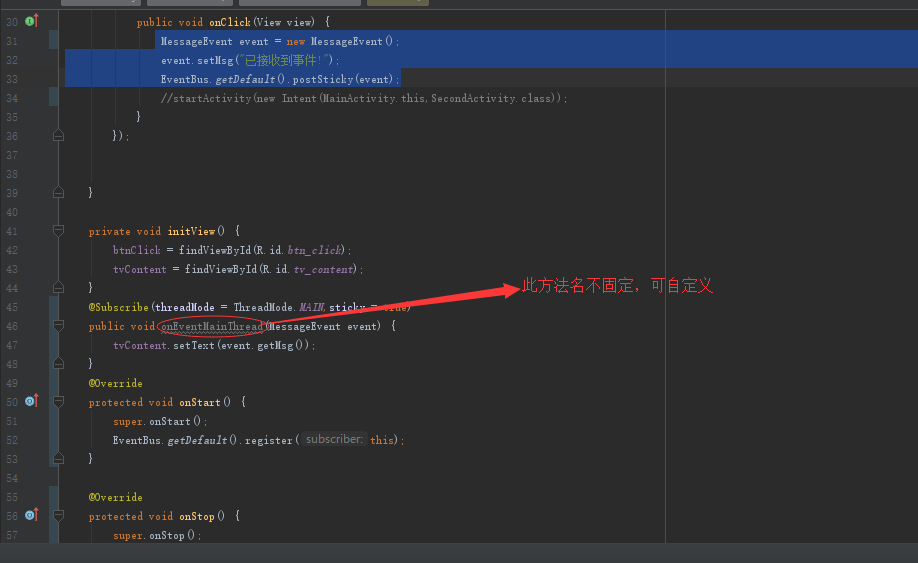 30 public void onClick(View view) {
31 MessageEvent event = new MessageEvent();
32 event.setMsg("已接收到事件!");
33 EventBus.getDefault().postSticky(event);
34 //startActivity(new Intent(MainActivity.this,SecondActivity.class));
35 }
36 });
37
38
39 }
40
41 private void initView() {
42 btnClick = findViewById(R.id.btn_click);
43 tvContent = findViewById(R.id.tv_content);
44 }
45 @Subscribe(threadMode = ThreadMode.MAIN,sticky = true)
此方法名不固定，可自定义
46 public void onEventMainThread(MessageEvent event) {
47 tvContent.setText(event.getMsg());
48 }
49 @Override
50 protected void onStart() {
51 super.onStart();
52 EventBus.getDefault().register( subscriber: this);
53 }
54
55 @Override
56 protected void onStop() {
57 super.onStop();